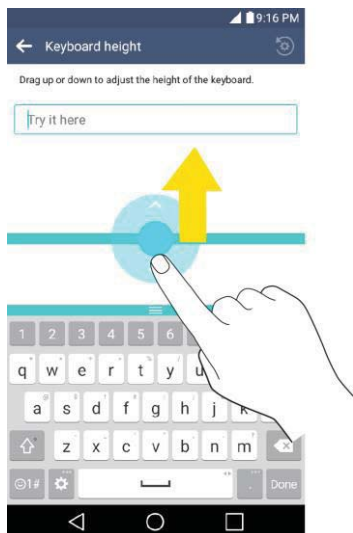 9:16 PM
Keyboard height
Drag up or down to adjust the height of the keyboard.
Try it here
1 2 3 4 5 6
q w e r t y u
a s d f g h j k
z x c v b n m
1# . Done